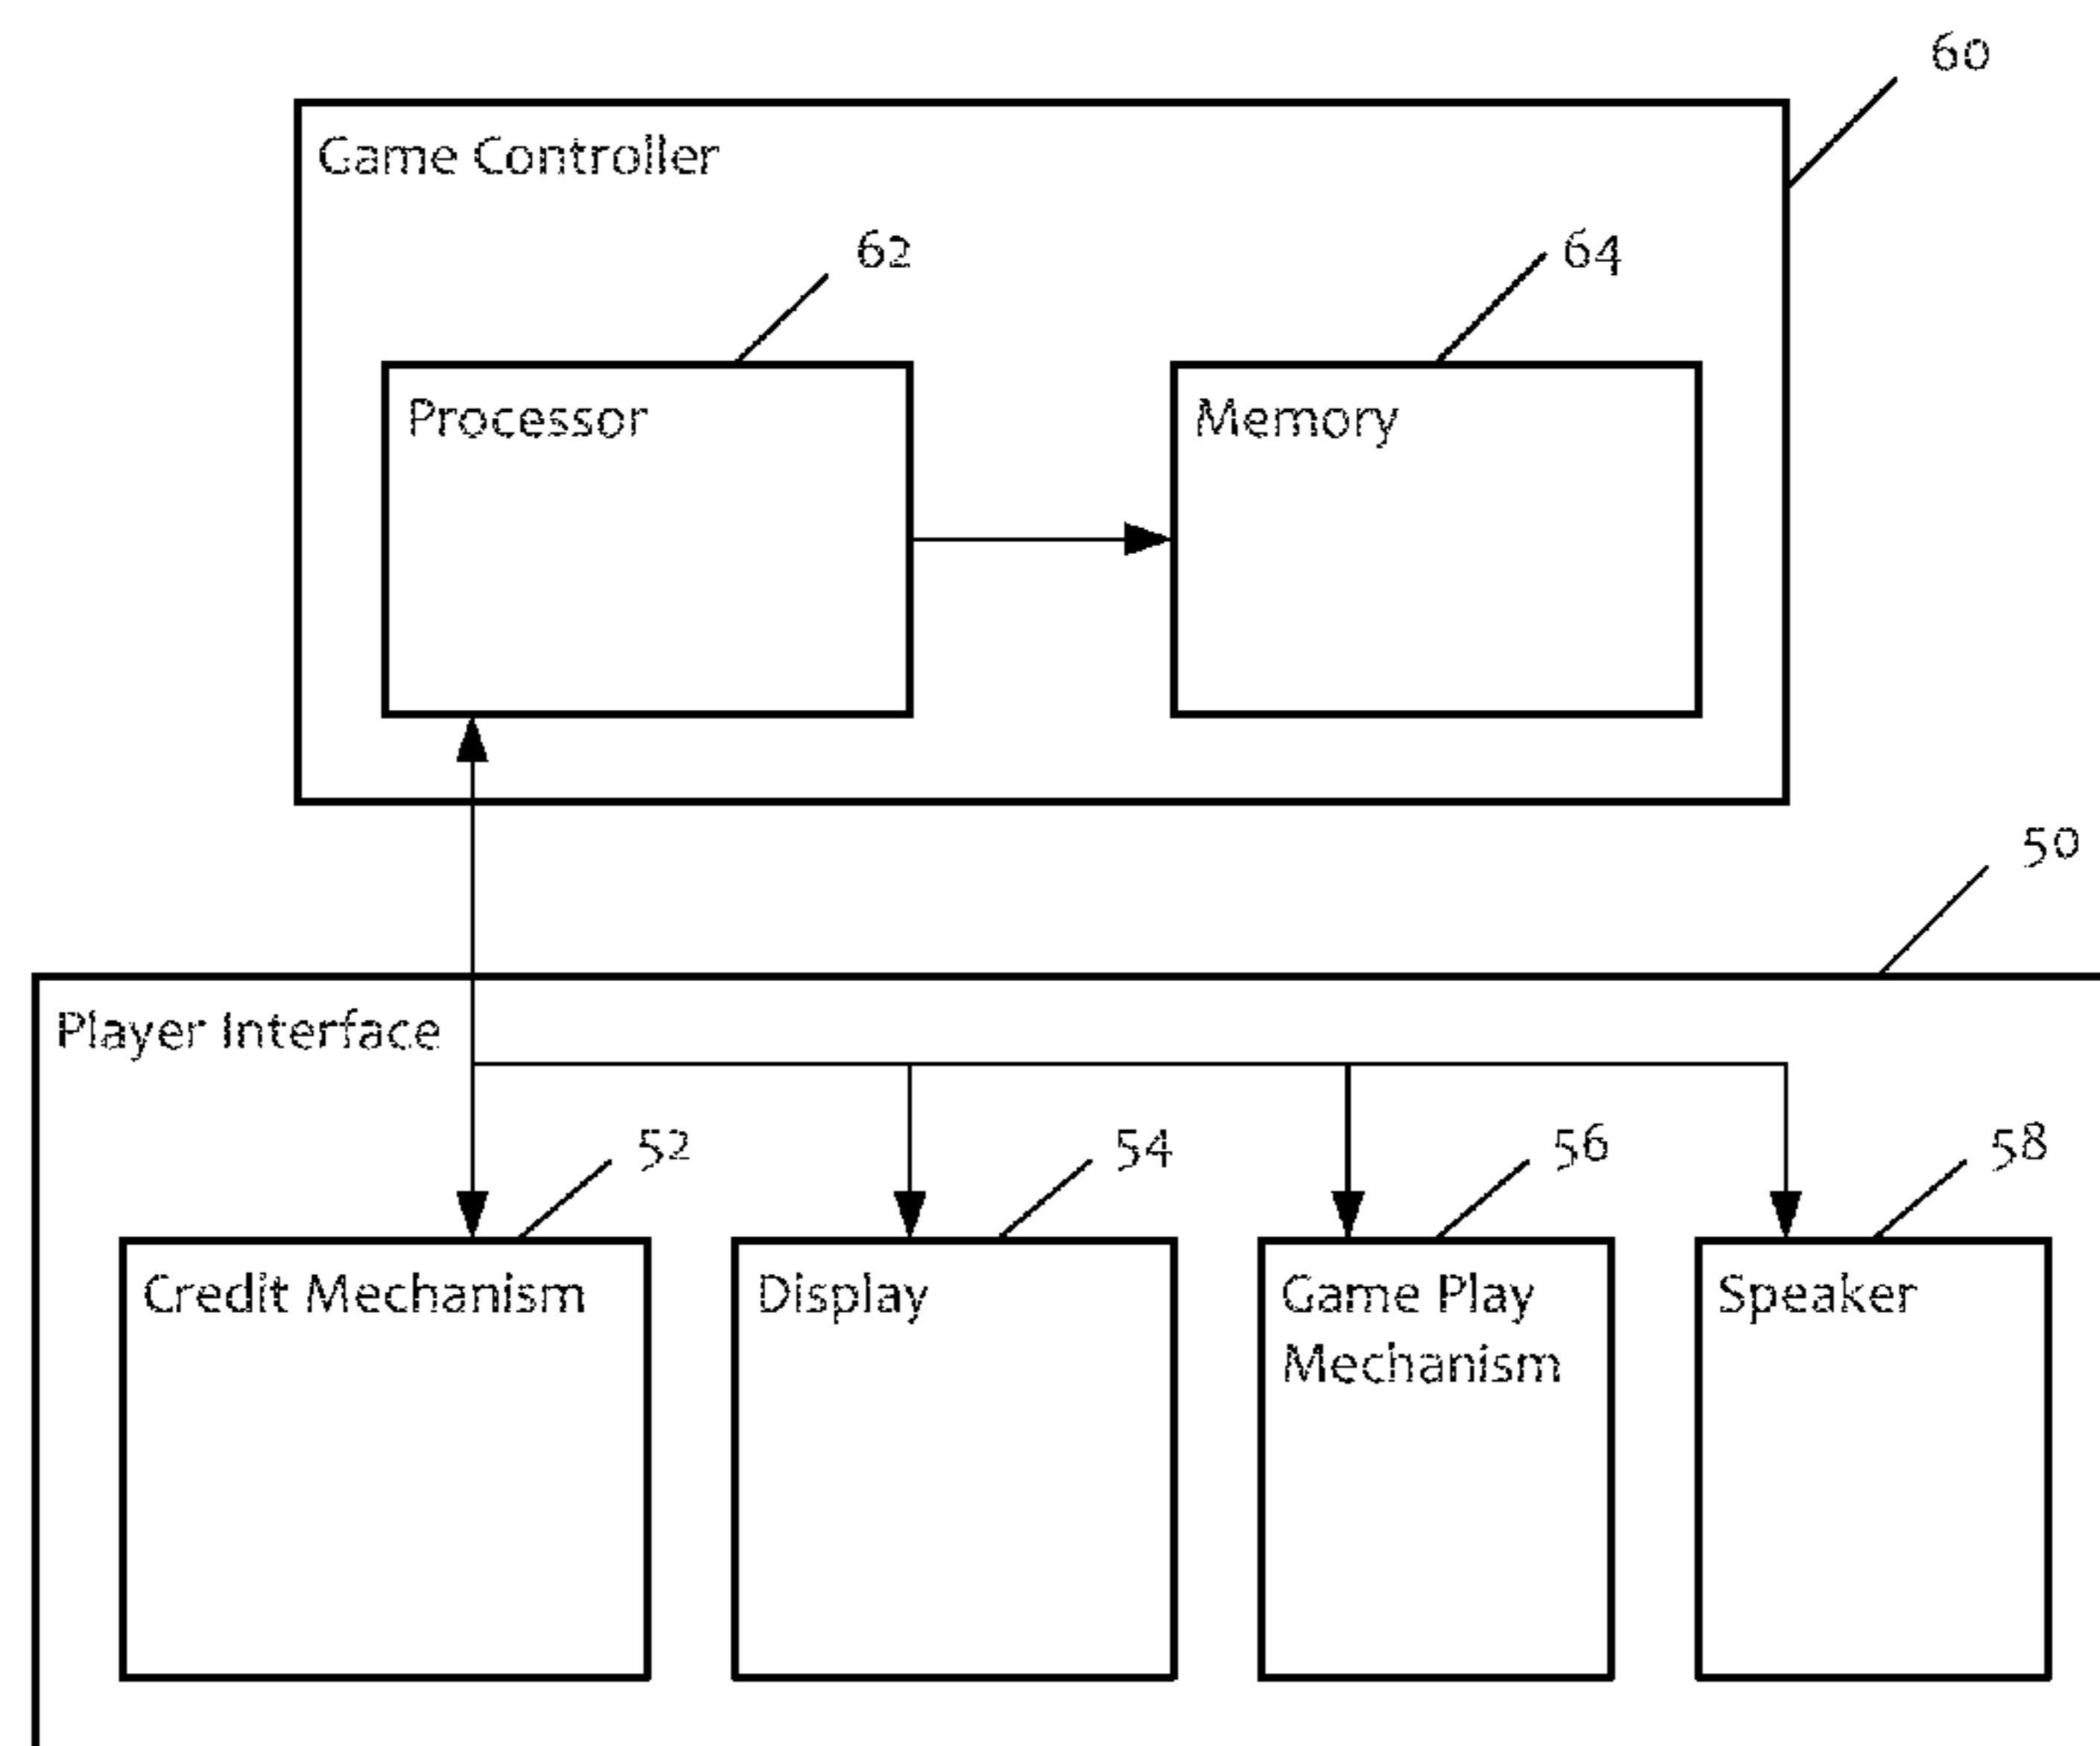 60
Game Controller
62
64
Processor
Memory
50
Player Interface
52
54
56
58
Credit Mechanism
Display
Game Play
Mechanism
Speaker